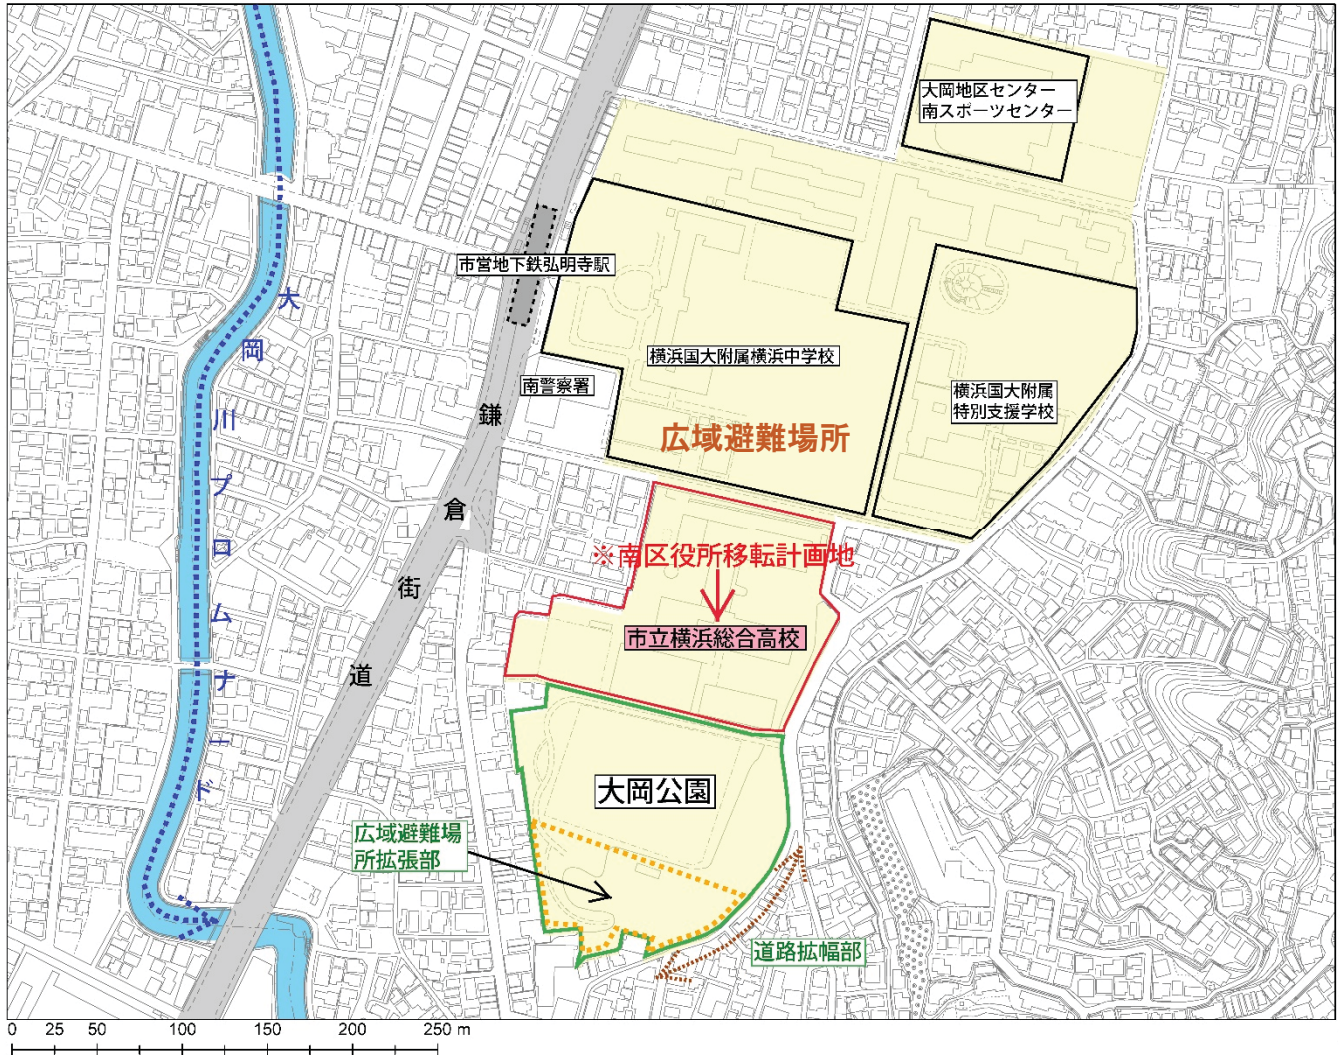 大岡地区センター
南スポーツセンター
市営地下鉄弘明寺駅
大岡川プロムナード
横浜国大附属横浜中学校
南警察署
横浜国大附属
特別支援学校
鎌倉街道
広域避難場所
※南区役所移転計画地
市立横浜総合高校
大岡公園
広域避難場
所拡張部
道路拡幅部
0 25 50 100 150 200 250 m